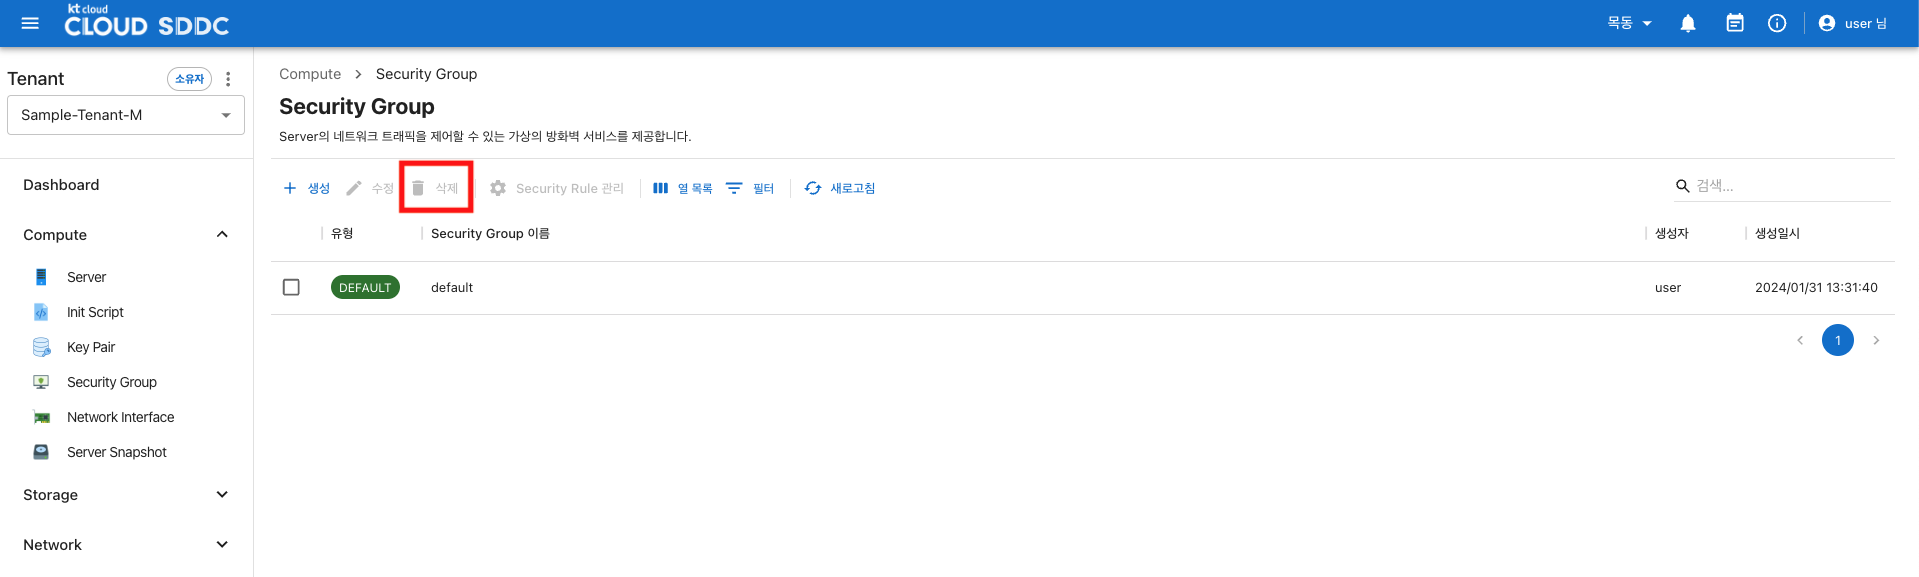 kt cloud
CLOUD SDDC
목동
user 님
Tenant
소유자
Sample-Tenant-M
Dashboard
Compute
Server
Init Script
Key Pair
Security Group
Network Interface
Server Snapshot
Storage
Network
Compute > Security Group
Security Group
Server의 네트워크 트래픽을 제어할 수 있는 가상의 방화벽 서비스를 제공합니다.
생성 수정 삭제 Security Rule 관리 열 목록 필터 새로고침 검색...
유형 Security Group 이름 생성자 생성일시
DEFAULT default user 2024/01/31 13:31:40
1